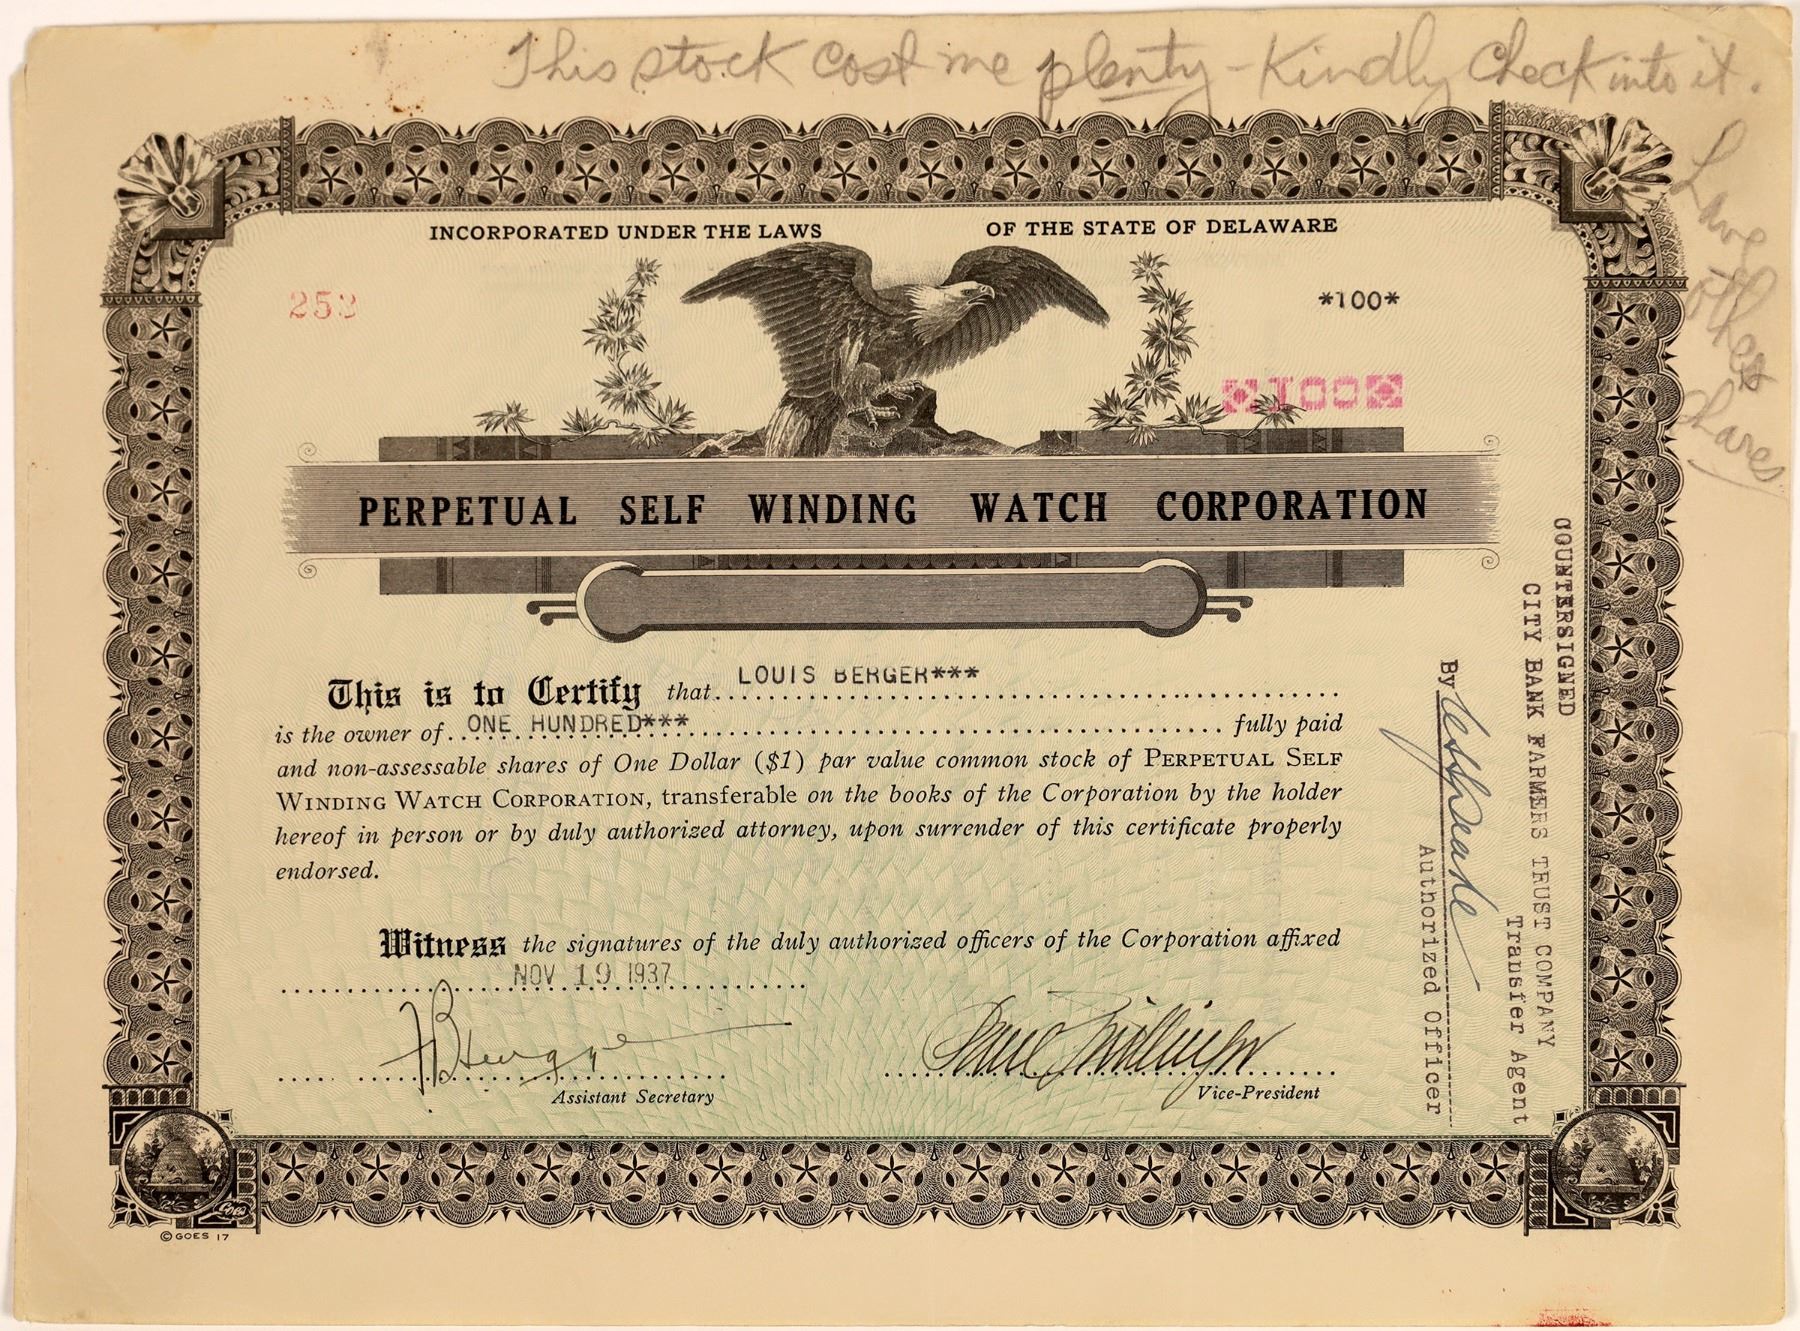 This stock cost me plenty - Kindly check into it.
Have
other
shares
INCORPORATED UNDER THE LAWS OF THE STATE OF DELAWARE
253
*100*
100
PERPETUAL SELF WINDING WATCH CORPORATION
This is to Certify that LOUIS BERGER***
is the owner of ONE HUNDRED*** fully paid
and non-assessable shares of One Dollar ($1) par value common stock of PERPETUAL SELF
WINDING WATCH CORPORATION, transferable on the books of the Corporation by the holder
hereof in person or by duly authorized attorney, upon surrender of this certificate properly
endorsed.
Witness the signatures of the duly authorized officers of the Corporation affixed
NOV 19 1937
Assistant Secretary
Vice-President
COUNTERSIGNED
CITY BANK FARMERS TRUST COMPANY
Transfer Agent
By
Authorized Officer
Goes
©GOES 17